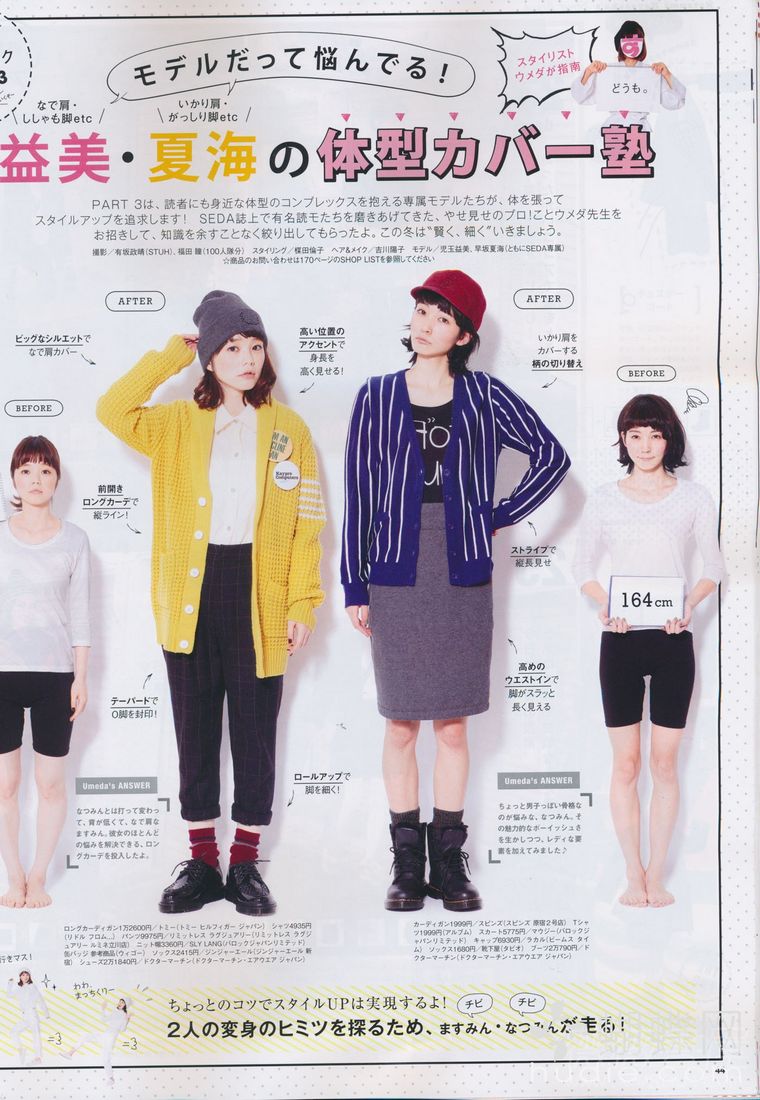 ク
3
モデルだって悩んでる!
スタイリスト
ウメダが指南
す
どうも。
なで肩・
ししゃも脚etc
いかり肩・
がっしり脚etc
益美・夏海の体型カバー塾
PART 3は、読者にも身近な体型のコンプレックスを抱える専属モデルたちが、体を張って
スタイルアップを追求します! SEDA誌上で有名読モたちを磨きあげてきた、やせ見せのプロ!ことウメダ先生を
お招きして、知識を余すことなく絞り出してもらったよ。この冬は“賢く、細く”いきましょう。
撮影/有坂政晴(STUH)、福田 瞳(100人隊分) スタイリング/楳田倫子 ヘア&メイク/吉川陽子 モデル/児玉益美、早坂夏海(ともにSEDA専属)
☆商品のお問い合わせは170ページのSHOP LISTを参照してください
AFTER
ビッグなシルエットで
なで肩カバー
高い位置の
アクセントで
身長を
高く見せる!
AFTER
いかり肩を
カバーする
柄の切り替え
BEFORE
BEFORE
前開き
ロングカーデで
縦ライン!
Kaypro
Computers
ストライプで
縦長見せ
164cm
高めの
ウエストインで
脚がスラッと
長く見える
テーパードで
O脚を封印!
ロールアップで
脚を細く!
Umeda's ANSWER
なつみんとは打って変わっ
て、背が低くて、なで肩な
ますみん。彼女のほとんど
の悩みを解決できる、ロン
グカーデを投入したよ。
Umeda's ANSWER
ちょっと男子っぽい骨格な
のが悩みな、なつみん。そ
の魅力的なボーイッシュさ
を生かしつつ、レディな要
素を加えてみました♪
ロングカーディガン1万2600円/トミー(トミー ヒルフィガー ジャパン) シャツ4935円
(リドル フロム…) パンツ9975円/リミットレス ラグジュアリー(リミットレス ラグジ
ュアリー ルミネ立川店) ニット帽3360円/SLY LANG(バロックジャパンリミテッド)
缶バッジ 参考商品(ウィゴー) ソックス2415円/ジンジャーエール(ジンジャーエール 新
宿) シューズ2万1840円/ドクターマーチン(ドクターマーチン・エアウエア ジャパン)
カーディガン1999円/スピンズ(スピンズ 原宿2号店) Tシャ
ツ1999円(アルブム) スカート5775円/マウジー(バロック
ジャパンリミテッド) キャップ6930円/ラカル(ビームス タイ
ム) ソックス1680円/靴下屋(タビオ) ブーツ2万790円/ド
クターマーチン(ドクターマーチン・エアウエア ジャパン)
行きマス!
わわ、
まっちくりー
=3
=3
ちょっとのコツでスタイルUPは実現するよ!
チビ
チビ
2人の変身のヒミツを探るため、ますみん・なつみんが走る!
44